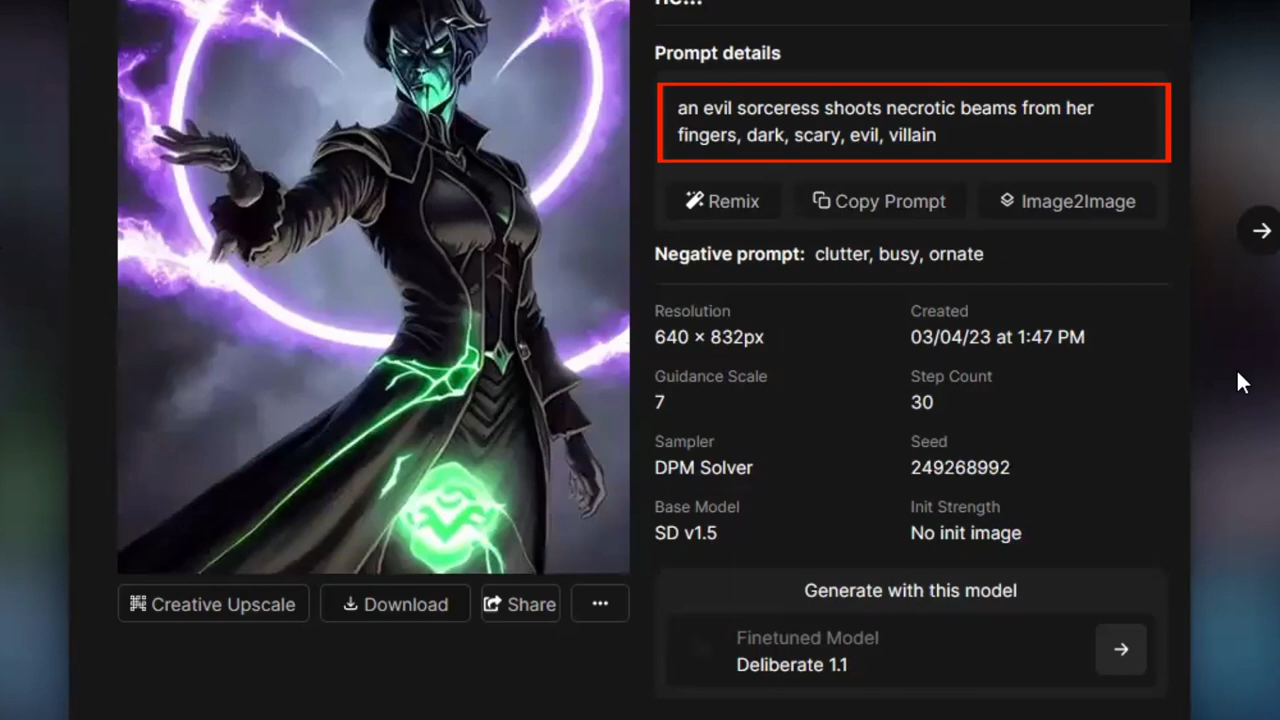 Prompt details
an evil sorceress shoots necrotic beams from her
fingers, dark, scary, evil, villain
Remix
Copy Prompt
Image2Image
Negative prompt: clutter, busy, ornate
Resolution
Created
640 × 832px
03/04/23 at 1:47 PM
Guidance Scale
Step Count
7
30
Sampler
Seed
DPM Solver
249268992
Base Model
Init Strength
SD v1.5
No init image
Generate with this model
Finetuned Model
Deliberate 1.1
Creative Upscale
Download
Share